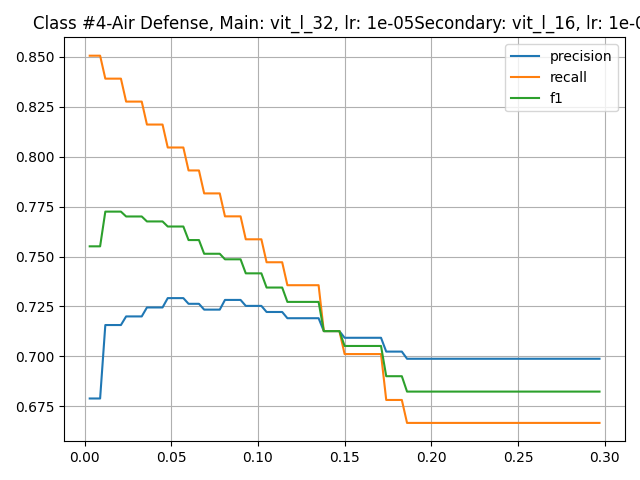 Class #4-Air Defense, Main: vit_l_32, lr: 1e-05Secondary: vit_l_16, lr: 1e-0
precision
recall
f1
0.850
0.825
0.800
0.775
0.750
0.725
0.700
0.675
0.00 0.05 0.10 0.15 0.20 0.25 0.30